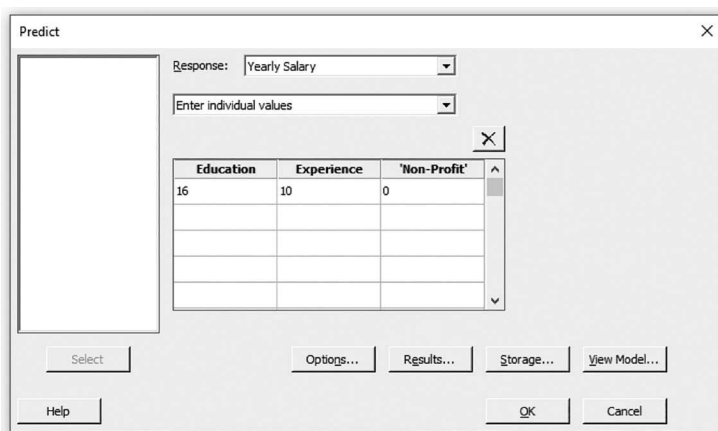 Predict
Response: Yearly Salary
Enter individual values
Education Experience 'Non-Profit'
16 10 0
Select Options... Results... Storage... View Model...
Help OK Cancel